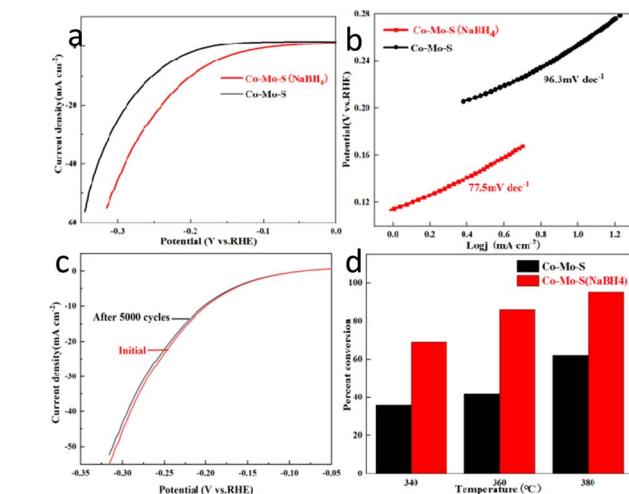 a
Co-Mo-S(NaBH4)
Co-Mo-S
0
-20
-40
60
-0.3
-0.2
-0.1
0.0
Current density(mA cm-2)
Potential (V vs.RHE)
b
Co-Mo-S(NaBH4)
Co-Mo-S
96.3mV dec-1
77.5mV dec-1
0.28
0.24
0.20
0.16
0.12
0.0
0.2
0.4
0.6
0.8
1.0
1.2
Potential(V vs.RHE)
Logj (mA cm-2)
c
After 5000 cycles
Initial
0
-10
-20
-30
-40
-50
-0.35
-0.30
-0.25
-0.20
-0.15
-0.10
-0.05
Current density(mA cm-2)
Potential (V vs.RHE)
d
Co-Mo-S
Co-Mo-S(NaBH4)
100
80
60
40
20
0
340
360
380
Percent conversion
Temperature (°C)